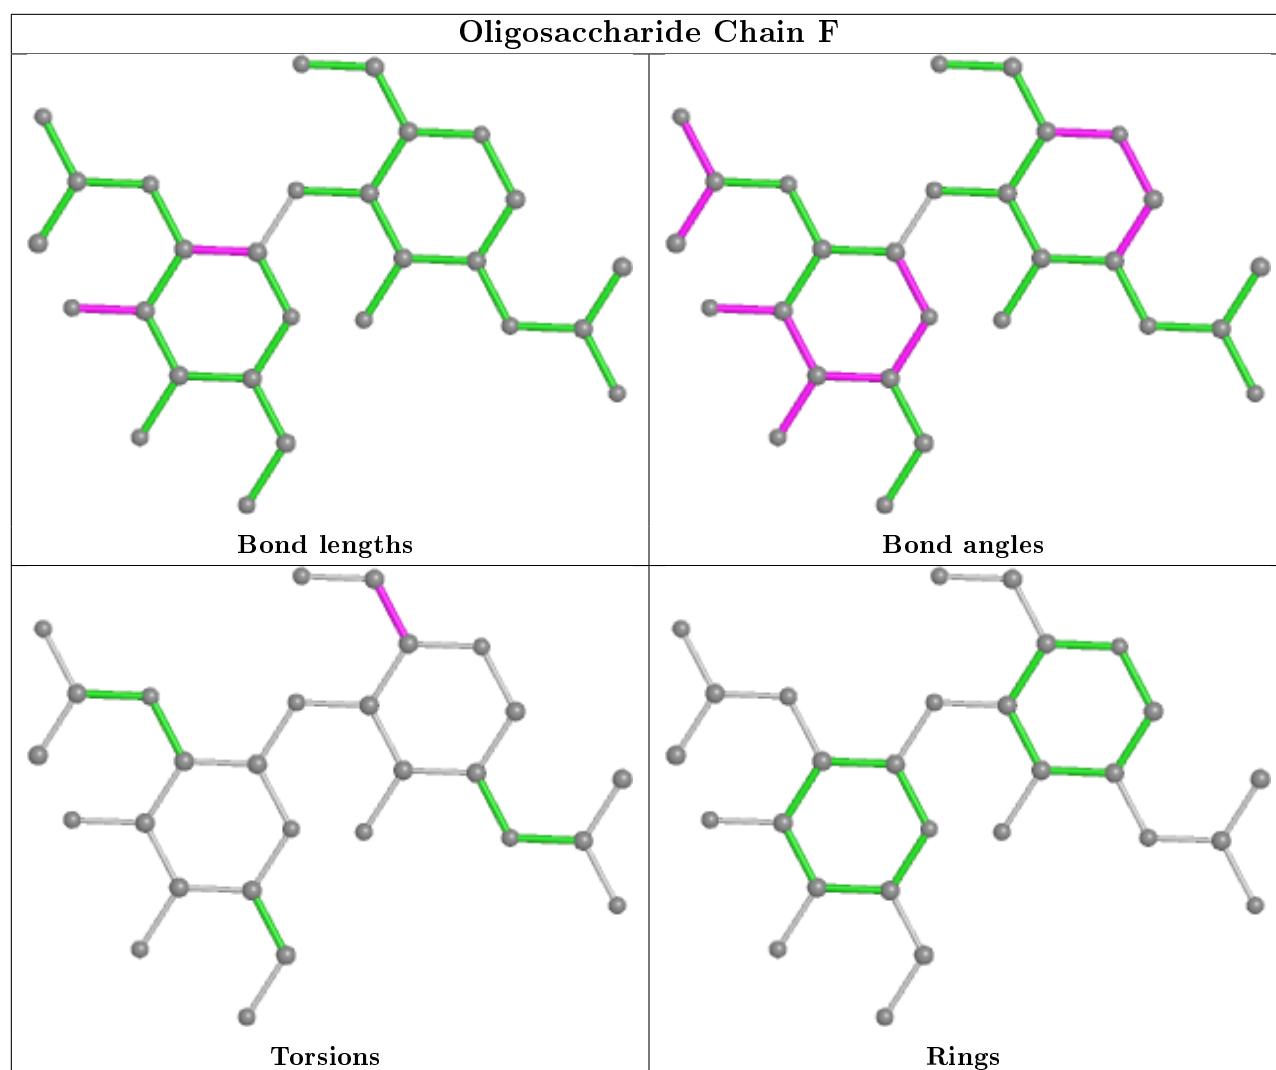 Oligosaccharide Chain F
Bond lengths
Bond angles
Torsions
Rings